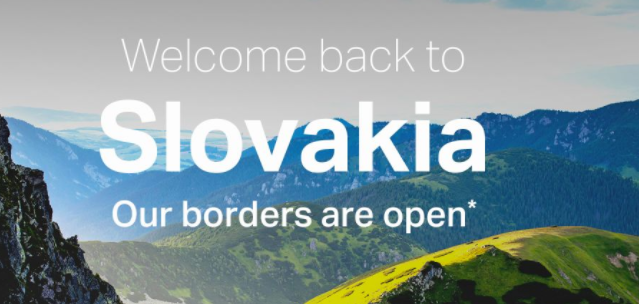 Welcome back to
Slovakia
Our borders are open*